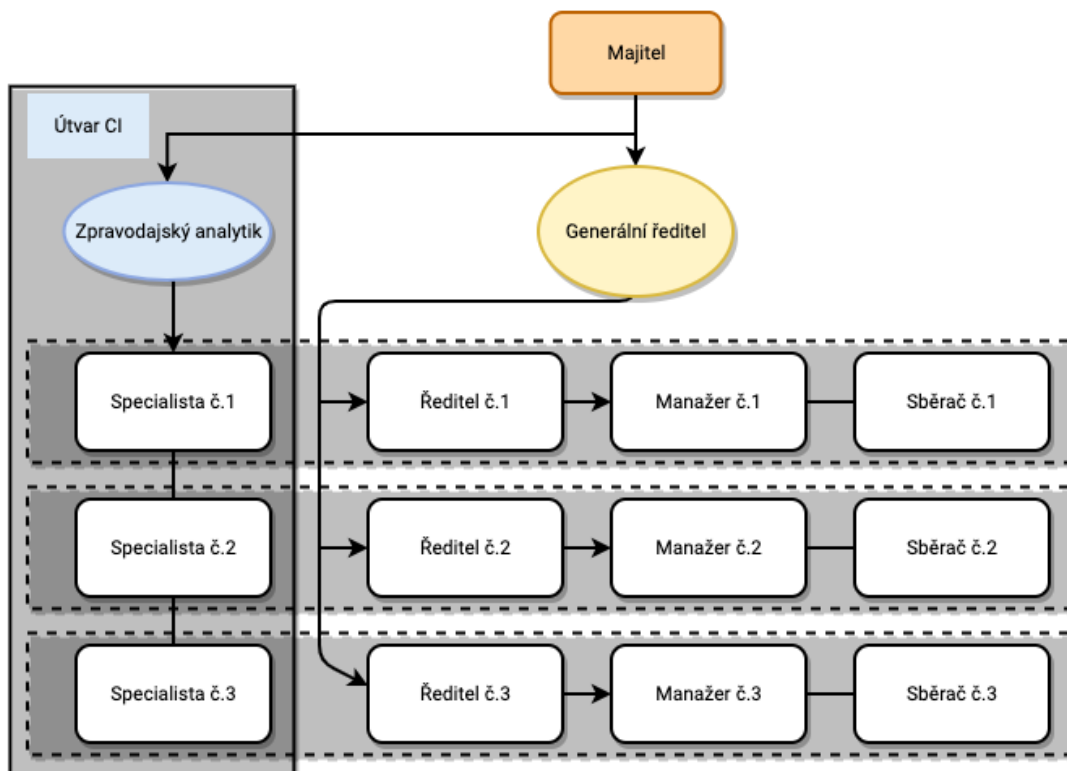 Majitel
Útvar CI
Zpravodajský analytik
Generální ředitel
Specialista č.1
Ředitel č.1
Manažer č.1
Sběrač č.1
Specialista č.2
Ředitel č.2
Manažer č.2
Sběrač č.2
Specialista č.3
Ředitel č.3
Manažer č.3
Sběrač č.3